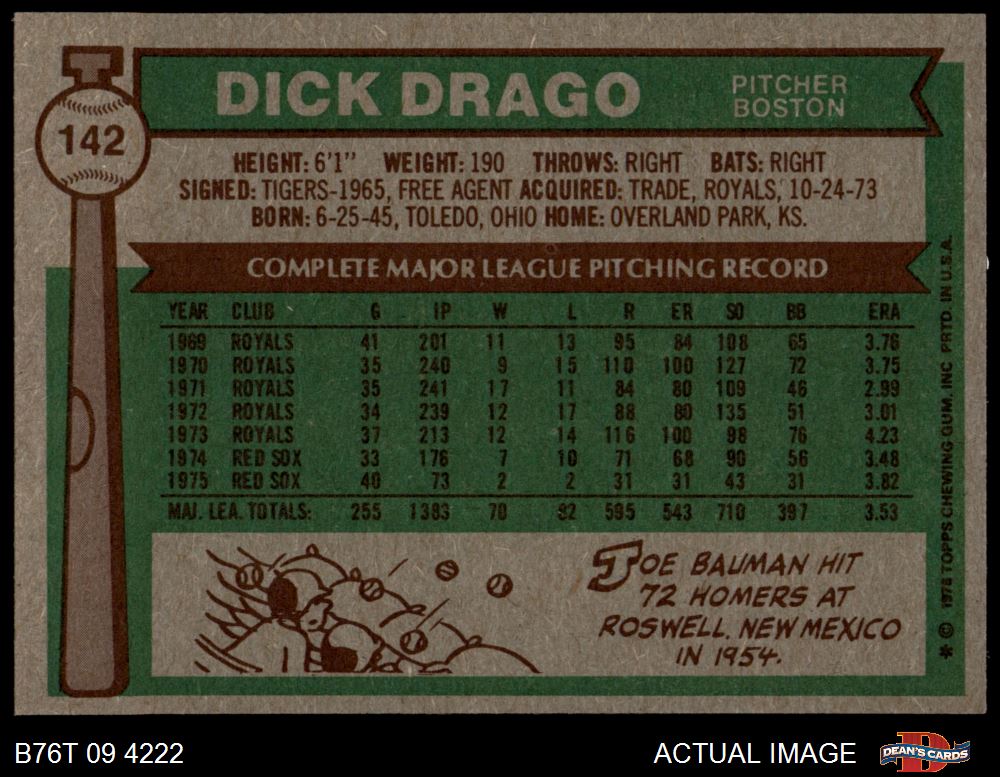 142
DICK DRAGO
PITCHER
BOSTON
HEIGHT: 6'1" WEIGHT: 190 THROWS: RIGHT BATS: RIGHT
SIGNED: TIGERS-1965, FREE AGENT ACQUIRED: TRADE, ROYALS, 10-24-73
BORN: 6-25-45, TOLEDO, OHIO HOME: OVERLAND PARK, KS.
COMPLETE MAJOR LEAGUE PITCHING RECORD
YEAR CLUB G IP W L R ER SO BB ERA
1969 ROYALS 41 201 11 13 95 84 108 65 3.76
1970 ROYALS 35 240 9 15 110 100 127 72 3.75
1971 ROYALS 35 241 17 11 84 80 109 46 2.99
1972 ROYALS 34 239 12 17 88 80 135 51 3.01
1973 ROYALS 37 213 12 14 116 100 98 76 4.23
1974 RED SOX 33 176 7 10 71 68 90 56 3.48
1975 RED SOX 40 73 2 2 31 31 43 31 3.82
MAJ. LEA. TOTALS: 255 1383 70 82 595 543 710 397 3.53
JOE BAUMAN HIT
72 HOMERS AT
ROSWELL, NEW MEXICO
IN 1954.
* © 1976 TOPPS CHEWING GUM, INC PRTD. IN U.S.A.
B76T 09 4222
ACTUAL IMAGE
D
DEAN'S CARDS